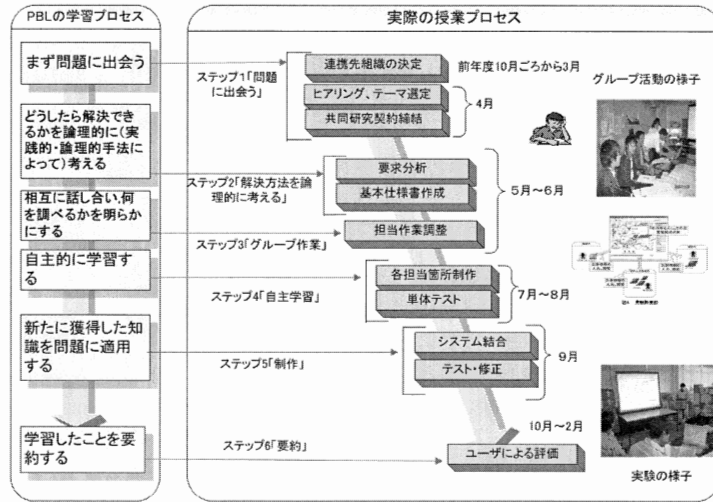 PBLの学習プロセス
まず問題に出会う
どうしたら解決でき
るかを論理的に(実
践的・論理的手法に
よって)考える
相互に話し合い,何
を調べるかを明らか
にする
自主的に学習す
る
新たに獲得した知
識を問題に適用
する
学習したことを要
約する
実際の授業プロセス
ステップ1「問題
に出会う」
連携先組織の決定
前年度10月ごろから3月
ヒアリング、テーマ選定
共同研究契約締結
4月
グループ活動の様子
ステップ2「解決方法を論
理的に考える」
要求分析
基本仕様書作成
5月~6月
ステップ3「グループ作業」
担当作業調整
ステップ4「自主学習」
各担当箇所制作
単体テスト
7月~8月
ステップ5「制作」
システム結合
テスト・修正
9月
10月~2月
ステップ6「要約」
ユーザによる評価
実験の様子